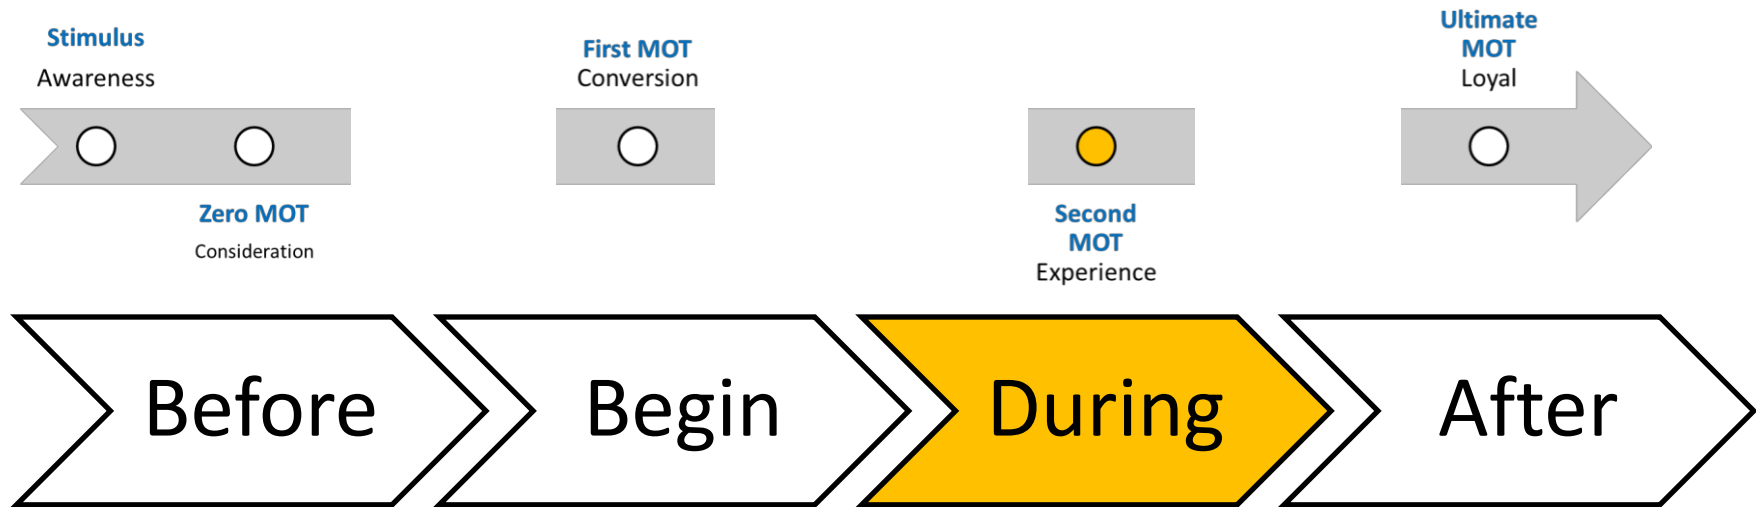 Stimulus
Awareness
Zero MOT
Consideration
First MOT
Conversion
Second
MOT
Experience
Ultimate
MOT
Loyal
Before
Begin
During
After